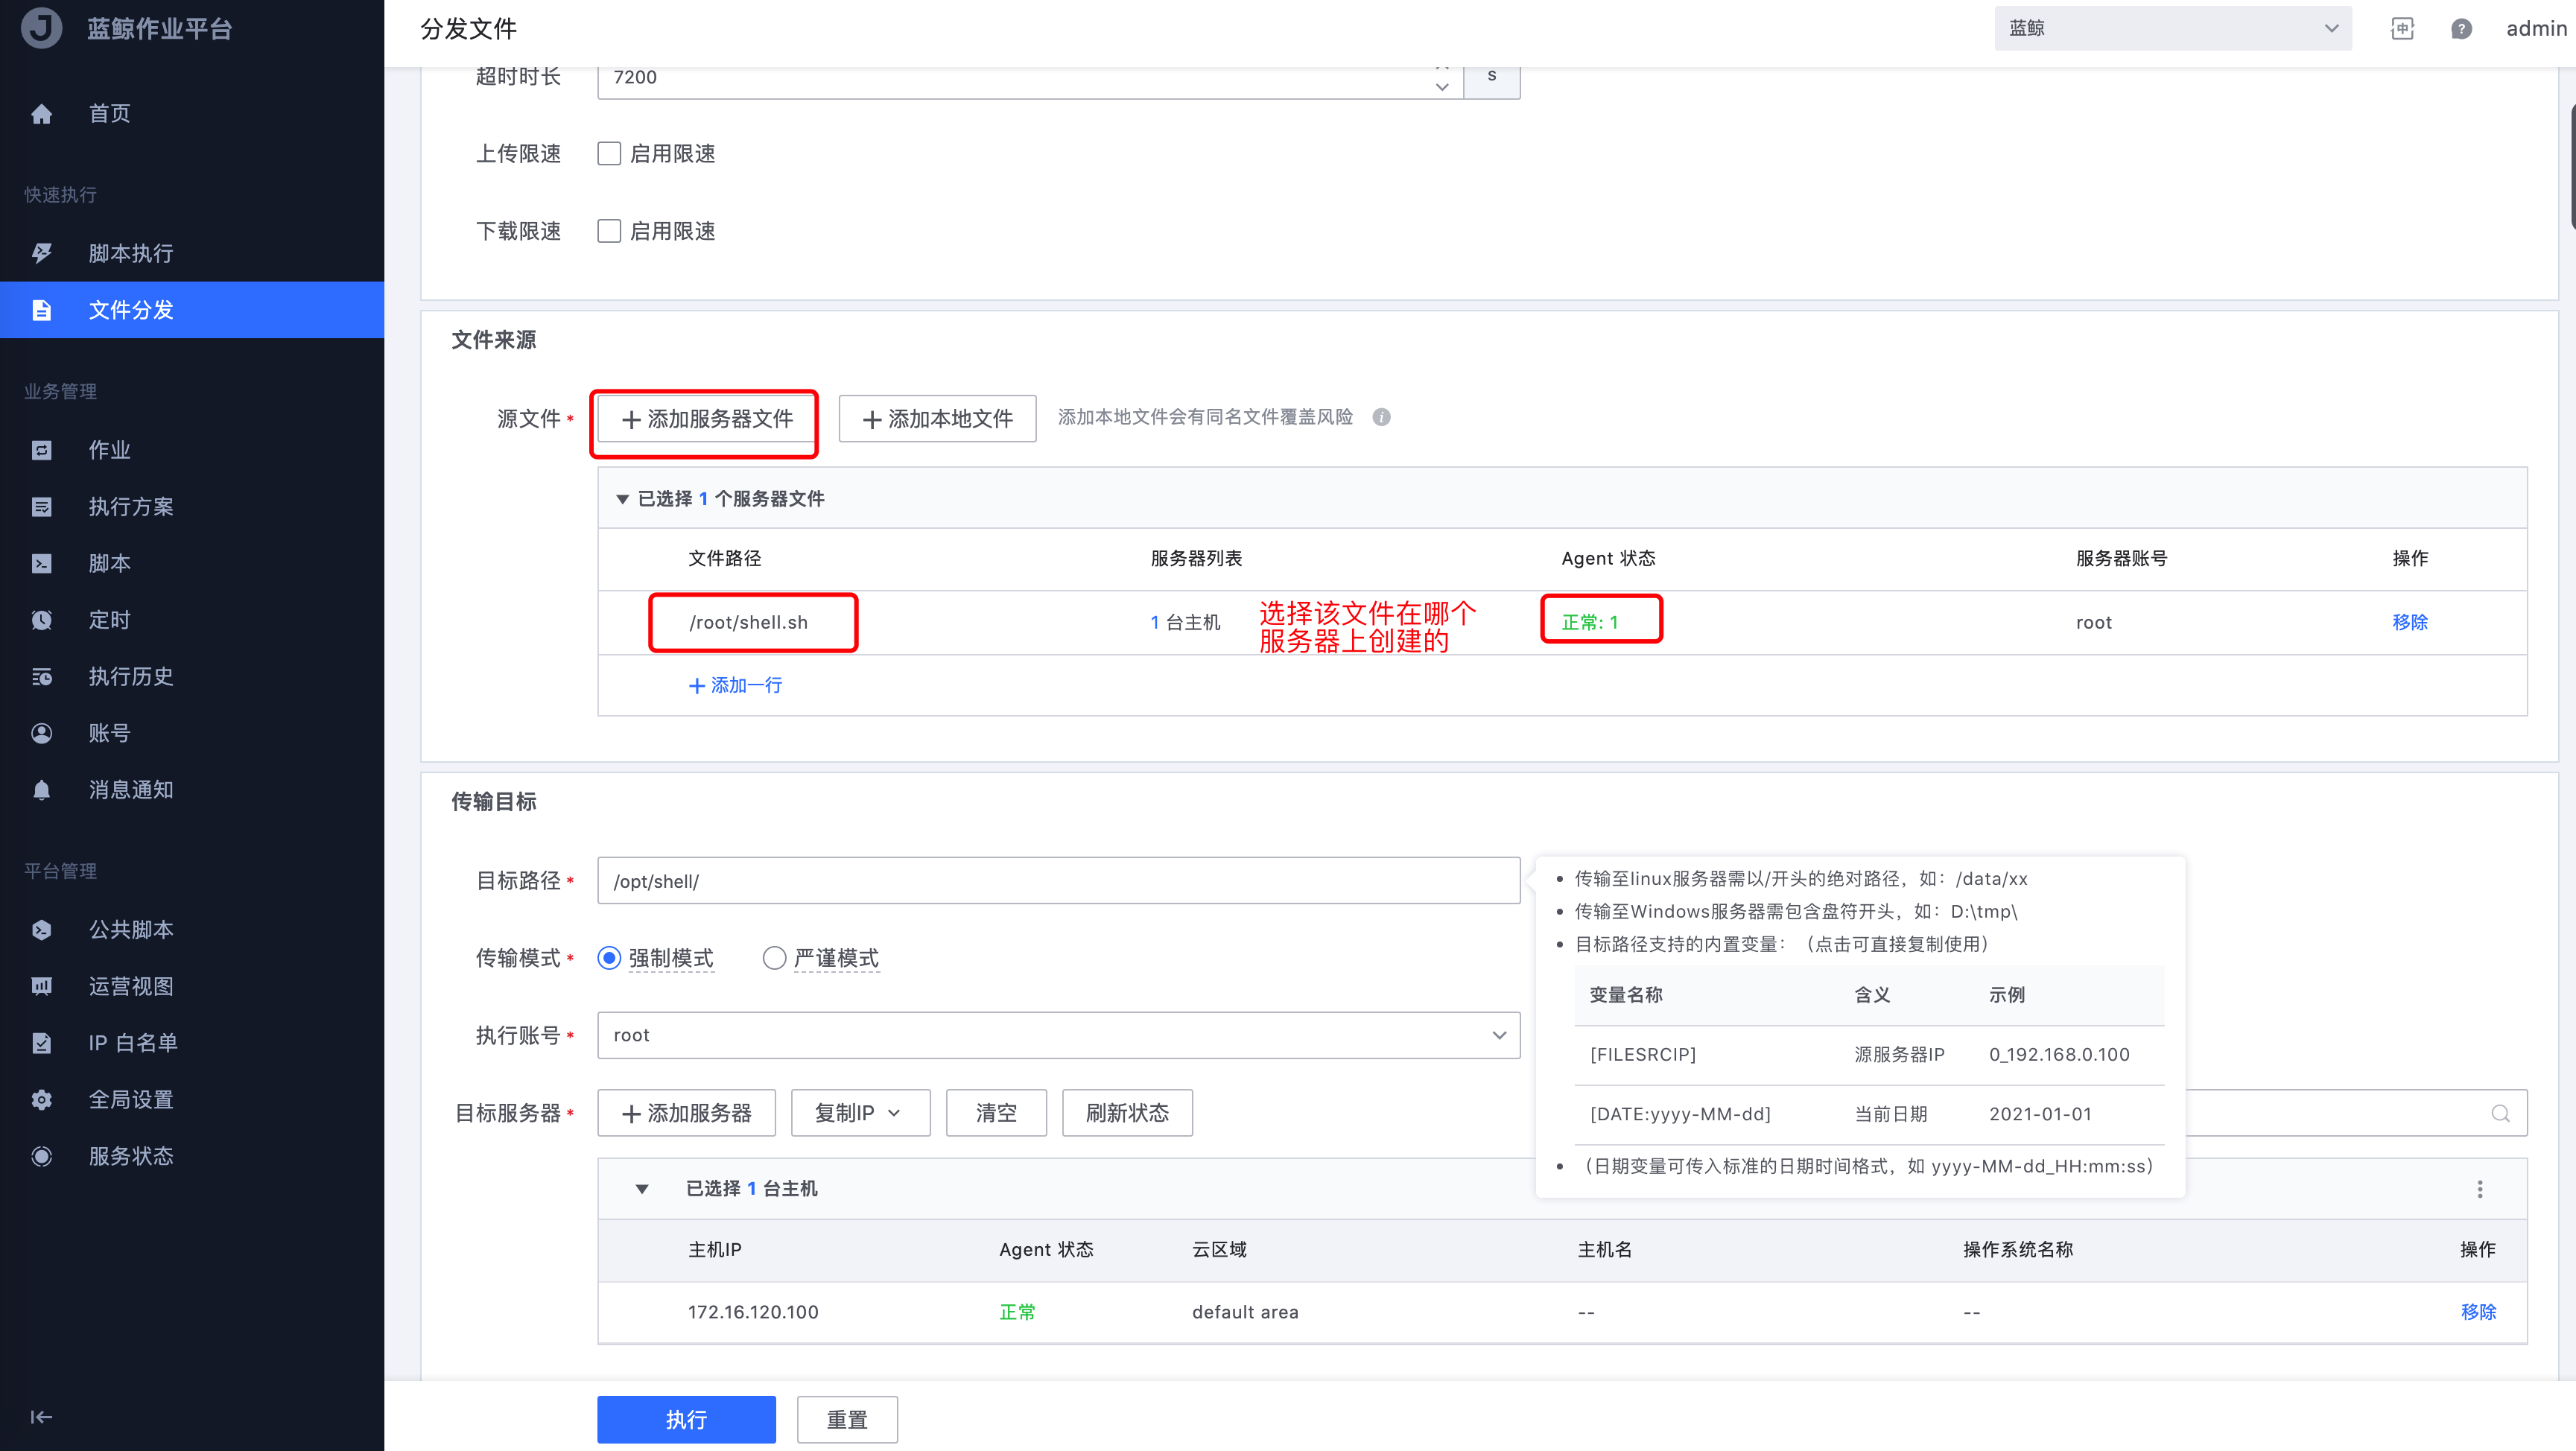 蓝鲸作业平台
首页
快速执行
脚本执行
文件分发
业务管理
作业
执行方案
脚本
定时
执行历史
账号
消息通知
平台管理
公共脚本
运营视图
IP 白名单
全局设置
服务状态
分发文件
蓝鲸
中
?
admin
超时时长
7200
s
上传限速
启用限速
下载限速
启用限速
文件来源
源文件 *
添加服务器文件
添加本地文件
添加本地文件会有同名文件覆盖风险
已选择 1 个服务器文件
文件路径 服务器列表 Agent 状态 服务器账号 操作
/root/shell.sh 1 台主机 正常: 1 root 移除
选择该文件在哪个
服务器上创建的
添加一行
传输目标
目标路径 *
/opt/shell/
传输至linux服务器需以/开头的绝对路径，如：/data/xx
传输至Windows服务器需包含盘符开头，如：D:\tmp\
目标路径支持的内置变量：（点击可直接复制使用）
变量名称 含义 示例
[FILESRCIP] 源服务器IP 0_192.168.0.100
[DATE:yyyy-MM-dd] 当前日期 2021-01-01
（日期变量可传入标准的日期时间格式，如 yyyy-MM-dd_HH:mm:ss）
传输模式 *
强制模式
严谨模式
执行账号 *
root
目标服务器 *
添加服务器
复制IP
清空
刷新状态
已选择 1 台主机
主机IP Agent 状态 云区域 主机名 操作系统名称 操作
172.16.120.100 正常 default area -- -- 移除
执行
重置